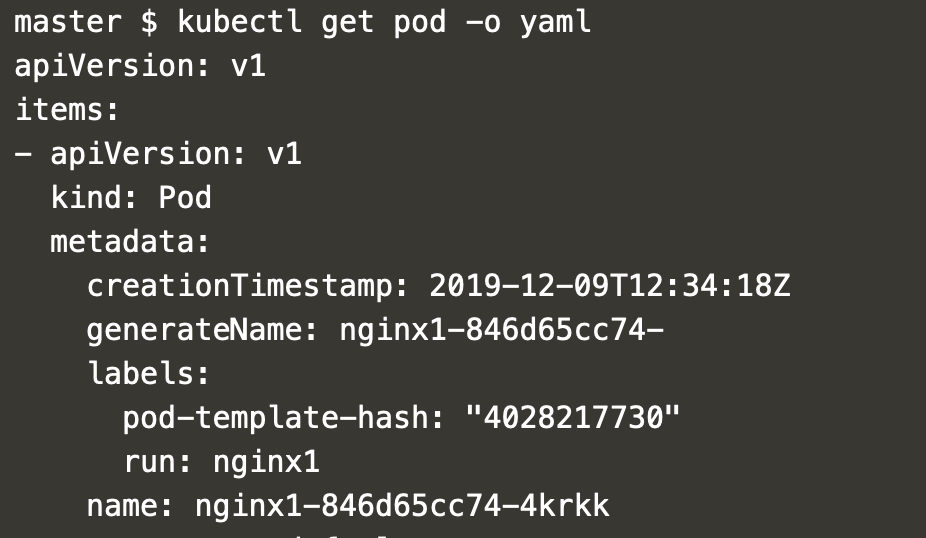 master $ kubectl get pod -o yaml
apiVersion: v1
items:
- apiVersion: v1
  kind: Pod
  metadata:
    creationTimestamp: 2019-12-09T12:34:18Z
    generateName: nginx1-846d65cc74-
    labels:
      pod-template-hash: "4028217730"
      run: nginx1
    name: nginx1-846d65cc74-4krkk